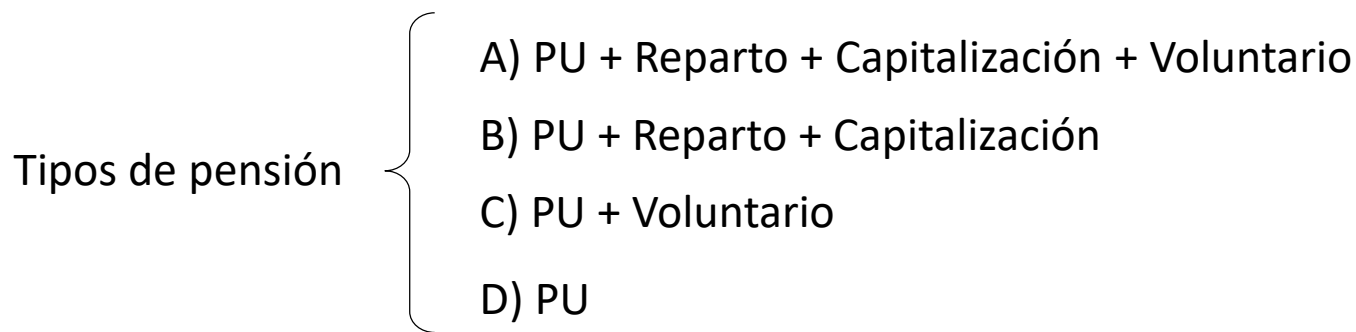 Tipos de pensión
A) PU + Reparto + Capitalización + Voluntario
B) PU + Reparto + Capitalización
C) PU + Voluntario
D) PU